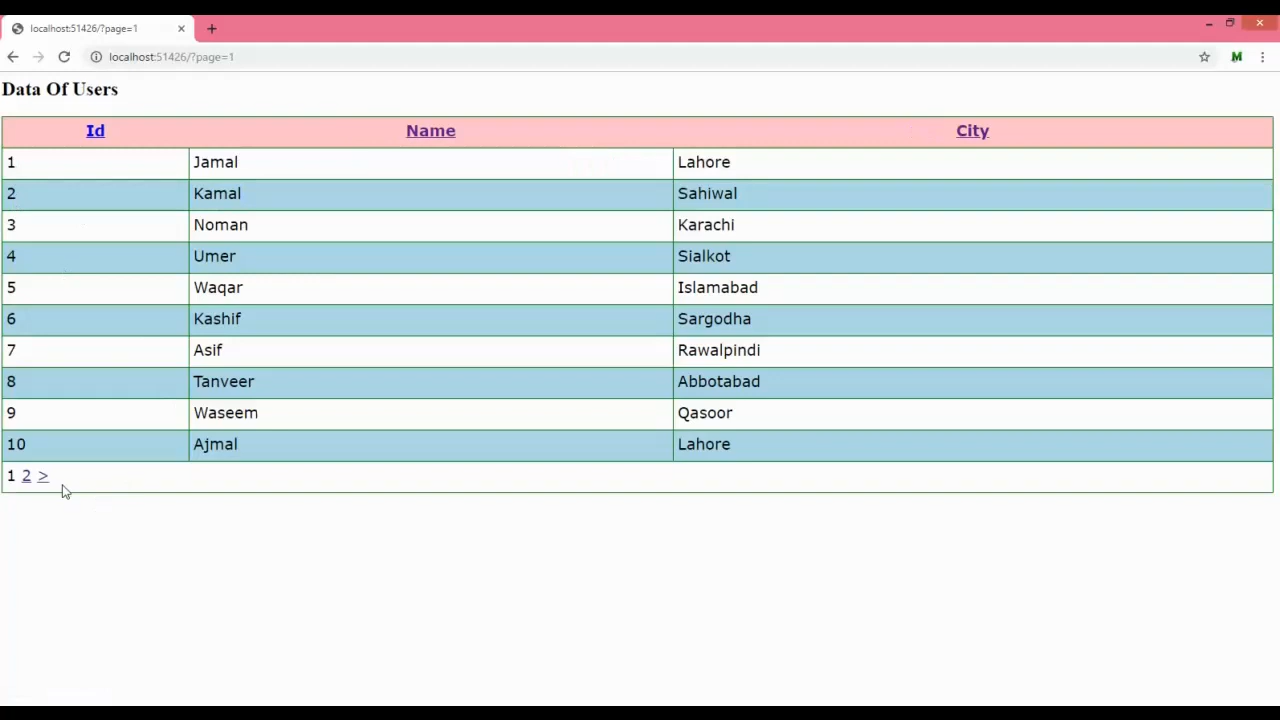 localhost:51426/?page=1
localhost:51426/?page=1
M
Data Of Users
Id Name City
1 Jamal Lahore
2 Kamal Sahiwal
3 Noman Karachi
4 Umer Sialkot
5 Waqar Islamabad
6 Kashif Sargodha
7 Asif Rawalpindi
8 Tanveer Abbotabad
9 Waseem Qasoor
10 Ajmal Lahore
1 2 >